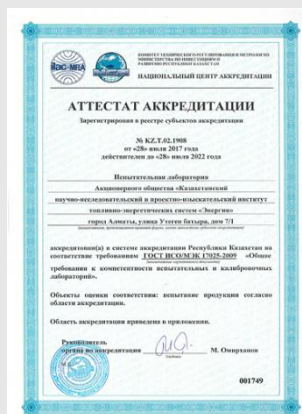 ilac-MRA
КОМИТЕТ ТЕХНИЧЕСКОГО РЕГУЛИРОВАНИЯ И МЕТРОЛОГИИ
МИНИСТЕРСТВА ПО ИНВЕСТИЦИЯМ И
РАЗВИТИЮ РЕСПУБЛИКИ КАЗАХСТАН
НАЦИОНАЛЬНЫЙ ЦЕНТР АККРЕДИТАЦИИ
АТТЕСТАТ АККРЕДИТАЦИИ
Зарегистрирован в реестре субъектов аккредитации
№ KZ.T.02.1908
от «28» июля 2017 года
действителен до «28» июля 2022 года
Испытательная лаборатория
Акционерного общества «Казахстанский
научно-исследовательский и проектно-изыскательский институт
топливно-энергетических систем «Энергия»
город Алматы, улица Утеген батыра, дом 7/1
аккредитован(а) в системе аккредитации Республики Казахстан на
соответствие требованиям ГОСТ ИСО/МЭК 17025-2009 «Общие
требования к компетентности испытательных и калибровочных
лабораторий».
Объекты оценки соответствия: испытание продукции согласно
области аккредитации.
Область аккредитации приведена в приложении.
Руководитель
органа по аккредитации М. Омирханов
001749